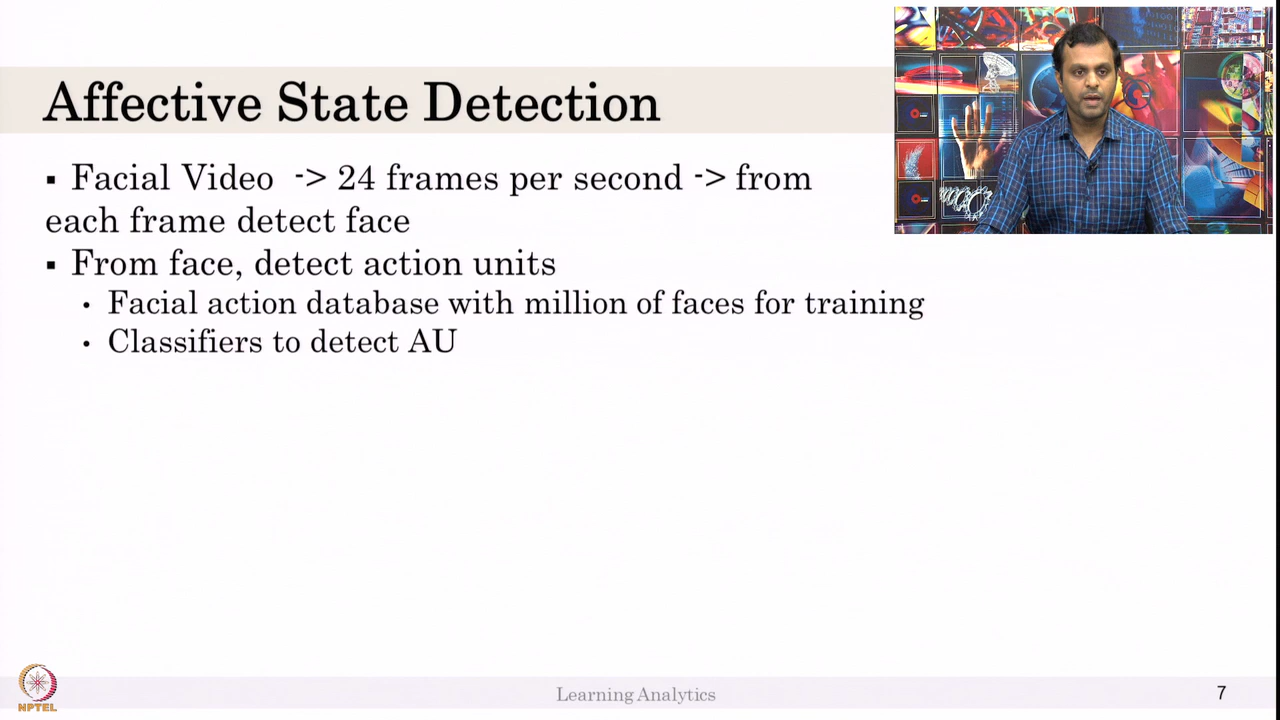 Affective State Detection
▪ Facial Video -> 24 frames per second -> from
each frame detect face
▪ From face, detect action units
• Facial action database with million of faces for training
• Classifiers to detect AU
NPTEL
Learning Analytics
7